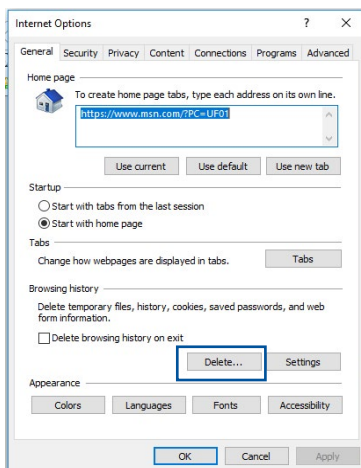 Internet Options ? ×
General Security Privacy Content Connections Programs Advanced
Home page
To create home page tabs, type each address on its own line.
https://www.msn.com/?PC=UF01
Use current Use default Use new tab
Startup
Start with tabs from the last session
Start with home page
Tabs
Change how webpages are displayed in tabs. Tabs
Browsing history
Delete temporary files, history, cookies, saved passwords, and web
form information.
Delete browsing history on exit
Delete... Settings
Appearance
Colors Languages Fonts Accessibility
OK Cancel Apply